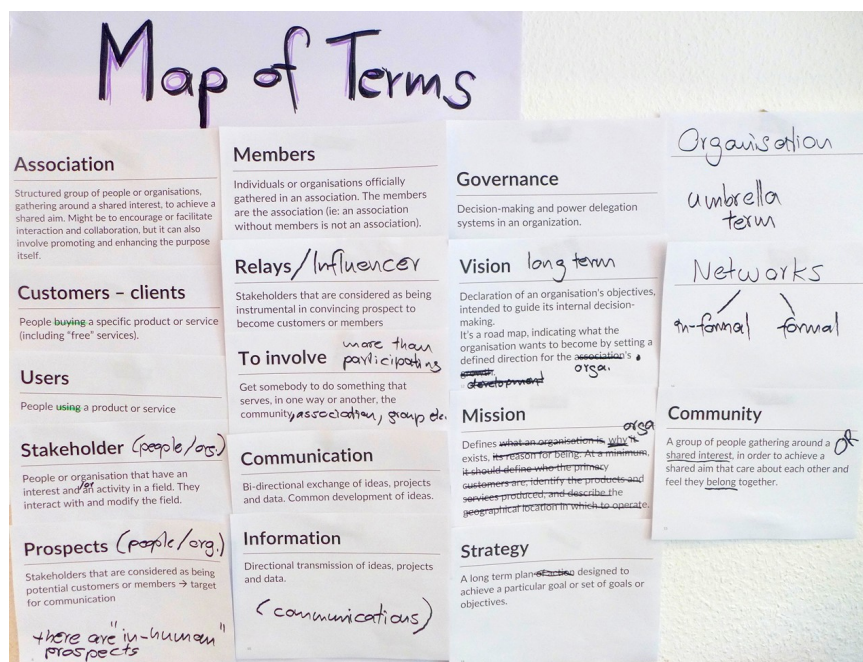 Map of Terms
Association
Structured group of people or organisations,
gathering around a shared interest, to achieve a
shared aim. Might be to encourage or facilitate
interaction and collaboration, but it can also
involve promoting and enhancing the purpose
itself.
Customers – clients
People buying a specific product or service
(including “free” services).
Users
People using a product or service
Stakeholder (people/org.)
People or organisation that have an
interest and/or an activity in a field. They
interact with and modify the field.
Prospects (people/org.)
Stakeholders that are considered as being
potential customers or members → target
for communication
there are "in-human"
prospects
Members
Individuals or organisations officially
gathered in an association. The members
are the association (ie: an association
without members is not an association).
Relays/Influencer
Stakeholders that are considered as being
instrumental in convincing prospect to
become customers or members
To involve more than
participating
Get somebody to do something that
serves, in one way or another, the
community, association, group etc.
Communication
Bi-directional exchange of ideas, projects
and data. Common development of ideas.
Information
Directional transmission of ideas, projects
and data.
(communications)
Governance
Decision-making and power delegation
systems in an organization.
Vision long term
Declaration of an organisation's objectives,
intended to guide its internal decision-
making.
It's a road map, indicating what the
organisation wants to become by setting a
defined direction for the association's
orga.
growth.
development
Mission
orga
Defines what an organisation is why it
exists, its reason for being. At a minimum,
it should define who the primary
customers are, identify the products and
services produced, and describe the
geographical location in which to operate.
Strategy
A long term plan of action designed to
achieve a particular goal or set of goals or
objectives.
Organisation
umbrella
term
Networks
in-formal formal
Community
A group of people gathering around a or
shared interest, in order to achieve a
shared aim that care about each other and
feel they belong together.